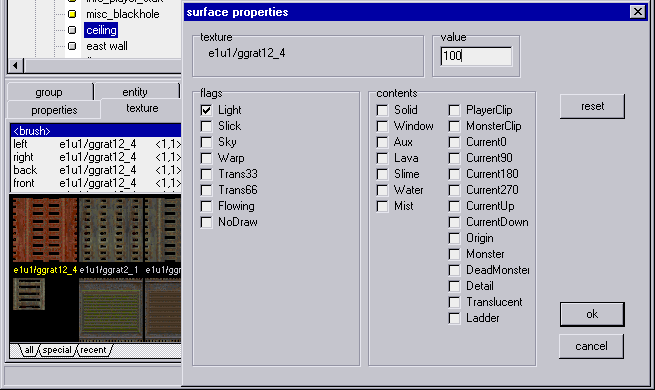 misc_blackhole
ceiling
east wall
group
entity
properties
texture
<brush>
left e1u1/ggrat12_4 <1,1>
right e1u1/ggrat12_4 <1,1>
back e1u1/ggrat12_4 <1,1>
front e1u1/ggrat12_4 <1,1>
e1u1/ggrat12_4 e1u1/ggrat2_1 e1u1/gg
all special recent
surface properties
texture
e1u1/ggrat12_4
value
100
flags
Light
Slick
Sky
Warp
Trans33
Trans66
Flowing
NoDraw
contents
Solid
Window
Aux
Lava
Slime
Water
Mist
PlayerClip
MonsterClip
Current0
Current90
Current180
Current270
CurrentUp
CurrentDown
Origin
Monster
DeadMonster
Detail
Translucent
Ladder
reset
ok
cancel